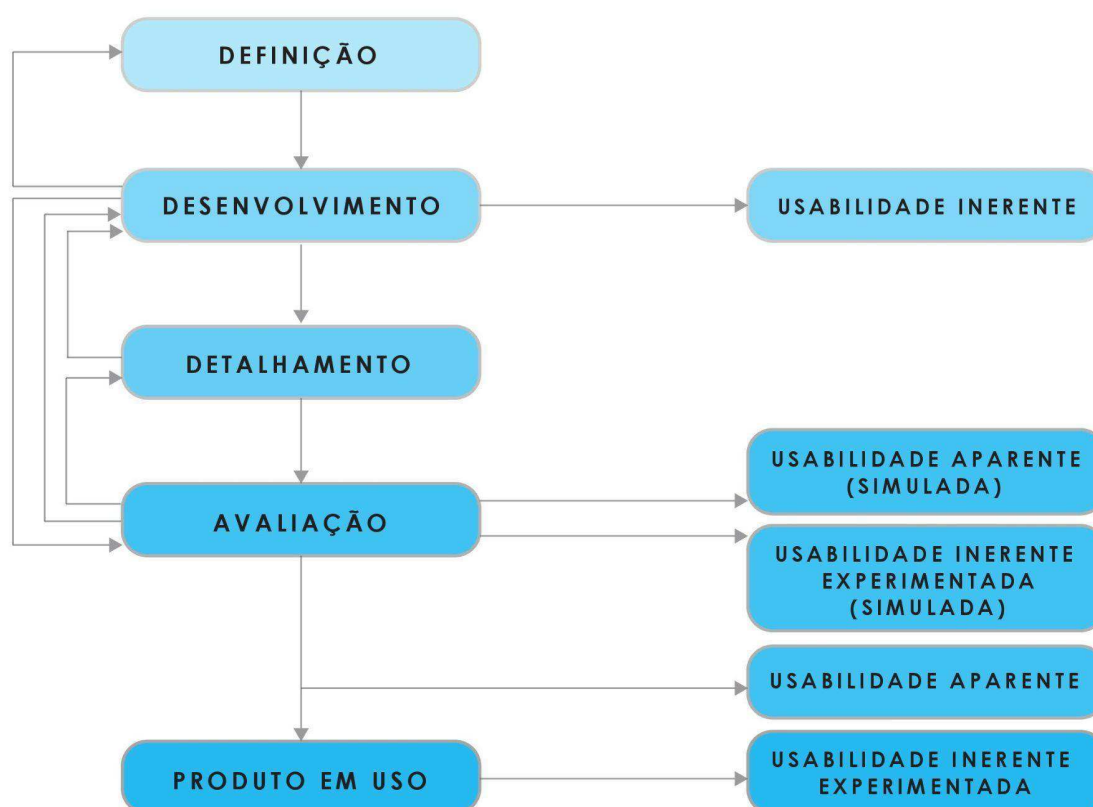 DEFINIÇÃO
DESENVOLVIMENTO
USABILIDADE INERENTE
DETALHAMENTO
USABILIDADE APARENTE
(SIMULADA)
AVALIAÇÃO
USABILIDADE INERENTE
EXPERIMENTADA
(SIMULADA)
USABILIDADE APARENTE
PRODUTO EM USO
USABILIDADE INERENTE
EXPERIMENTADA